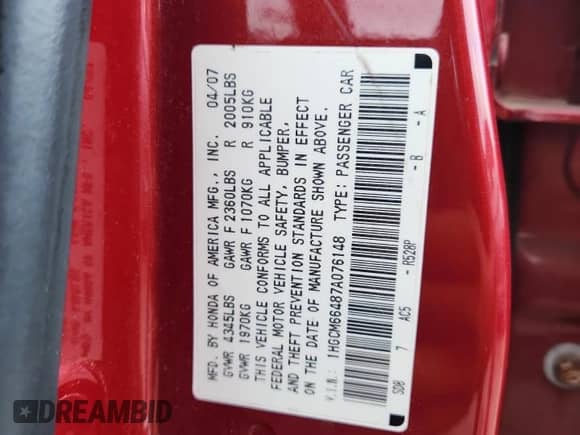 MFD. BY HONDA OF AMERICA MFG., INC. 04/07
GVWR 4345LBS GAWR F 2360LBS R 2005LBS
GVWR 1970KG GAWR F 1070KG R 910KG
THIS VEHICLE CONFORMS TO ALL APPLICABLE
FEDERAL MOTOR VEHICLE SAFETY, BUMPER,
AND THEFT PREVENTION STANDARDS IN EFFECT
ON THE DATE OF MANUFACTURE SHOWN ABOVE.
V.I.N.: 1HGCM66487A076148 TYPE: PASSENGER CAR
SDB 7 AC5 - R528P - B - A
DREAMBID